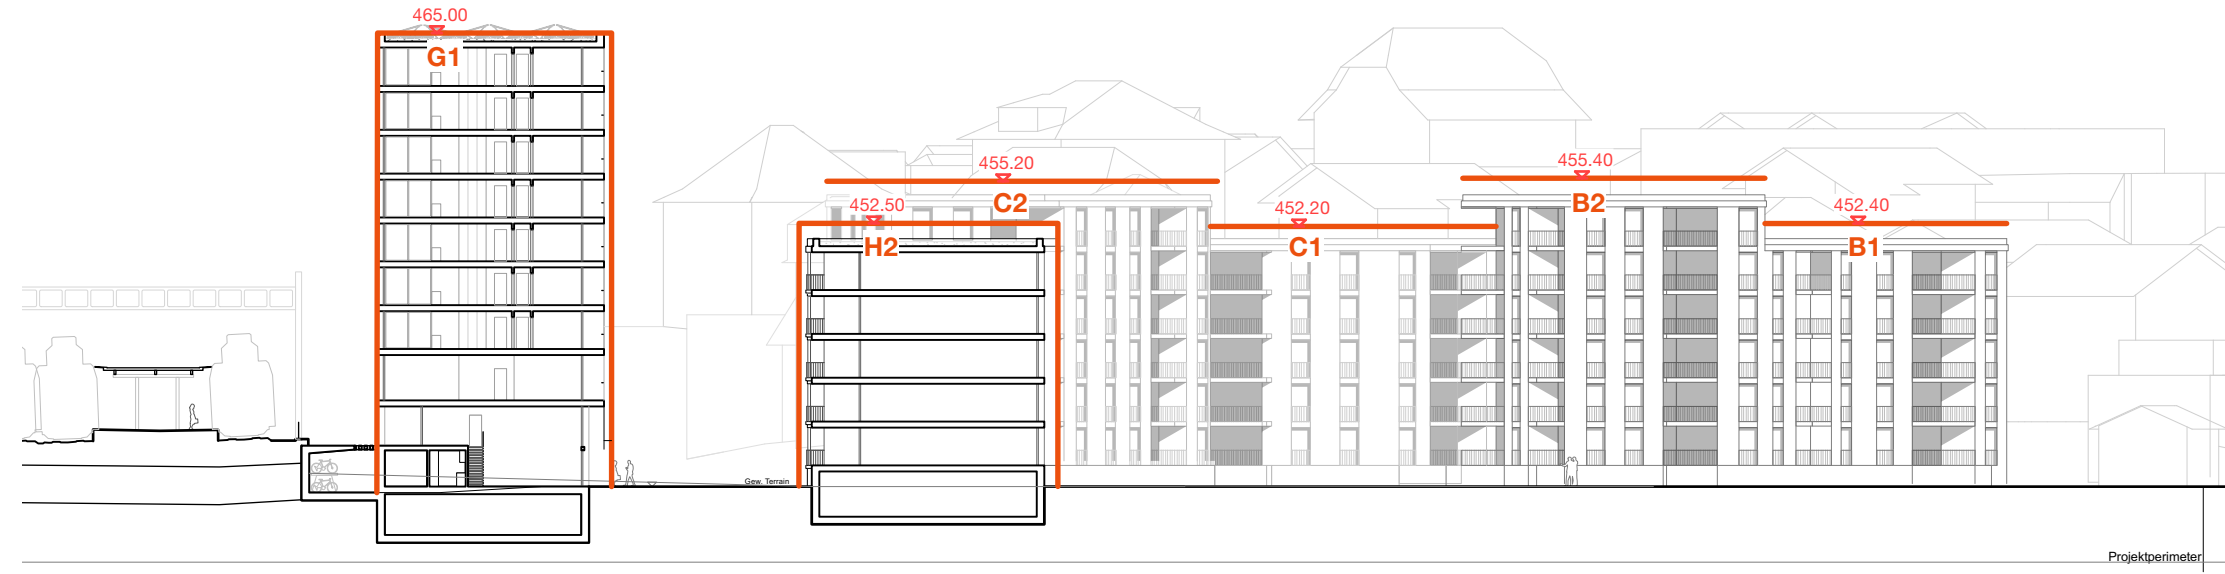 465.00
G1
455.20
C2
452.50
H2
452.20
C1
455.40
B2
452.40
B1
Gew. Terrain
Projektperimeter